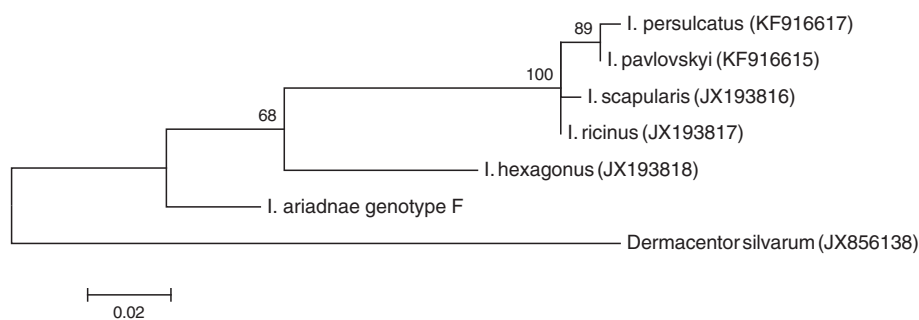 89
I. persulcatus (KF916617)
I. pavlovskyi (KF916615)
100
I. scapularis (JX193816)
68
I. ricinus (JX193817)
I. hexagonus (JX193818)
I. ariadnae genotype F
Dermacentor silvarum (JX856138)
0.02